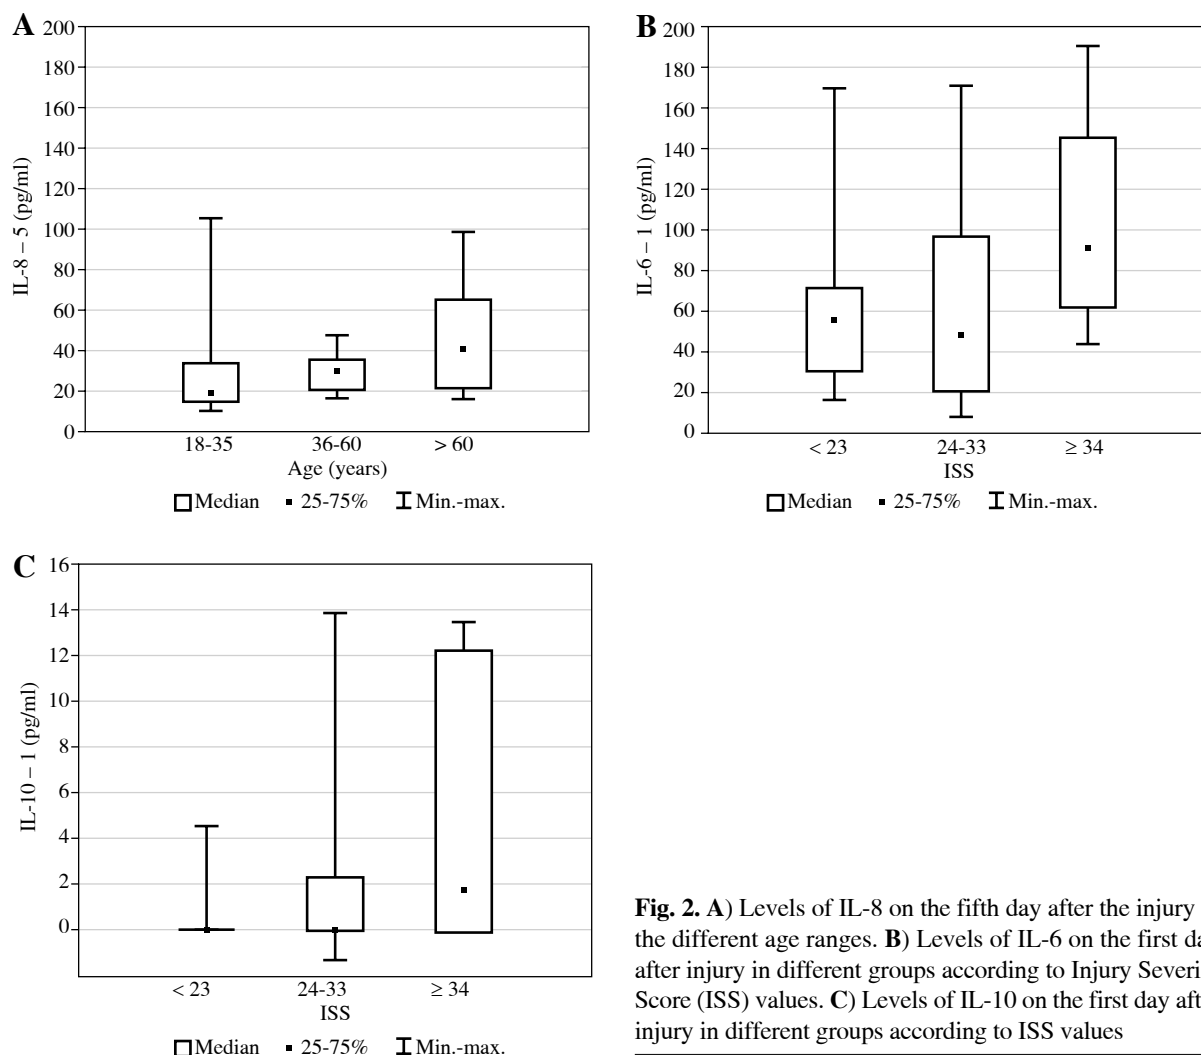 A
200
180
160
140
120
100
80
60
40
20
0
IL-8 – 5 (pg/ml)
18-35 36-60 > 60
Age (years)
Median 25-75% Min.-max.
B
200
180
160
140
120
100
80
60
40
20
0
IL-6 – 1 (pg/ml)
< 23 24-33 ≥ 34
ISS
Median 25-75% Min.-max.
C
16
14
12
10
8
6
4
2
0
IL-10 – 1 (pg/ml)
< 23 24-33 ≥ 34
ISS
Median 25-75% Min.-max.
Fig. 2. A) Levels of IL-8 on the fifth day after the injury
the different age ranges. B) Levels of IL-6 on the first da
after injury in different groups according to Injury Severi
Score (ISS) values. C) Levels of IL-10 on the first day aft
injury in different groups according to ISS values